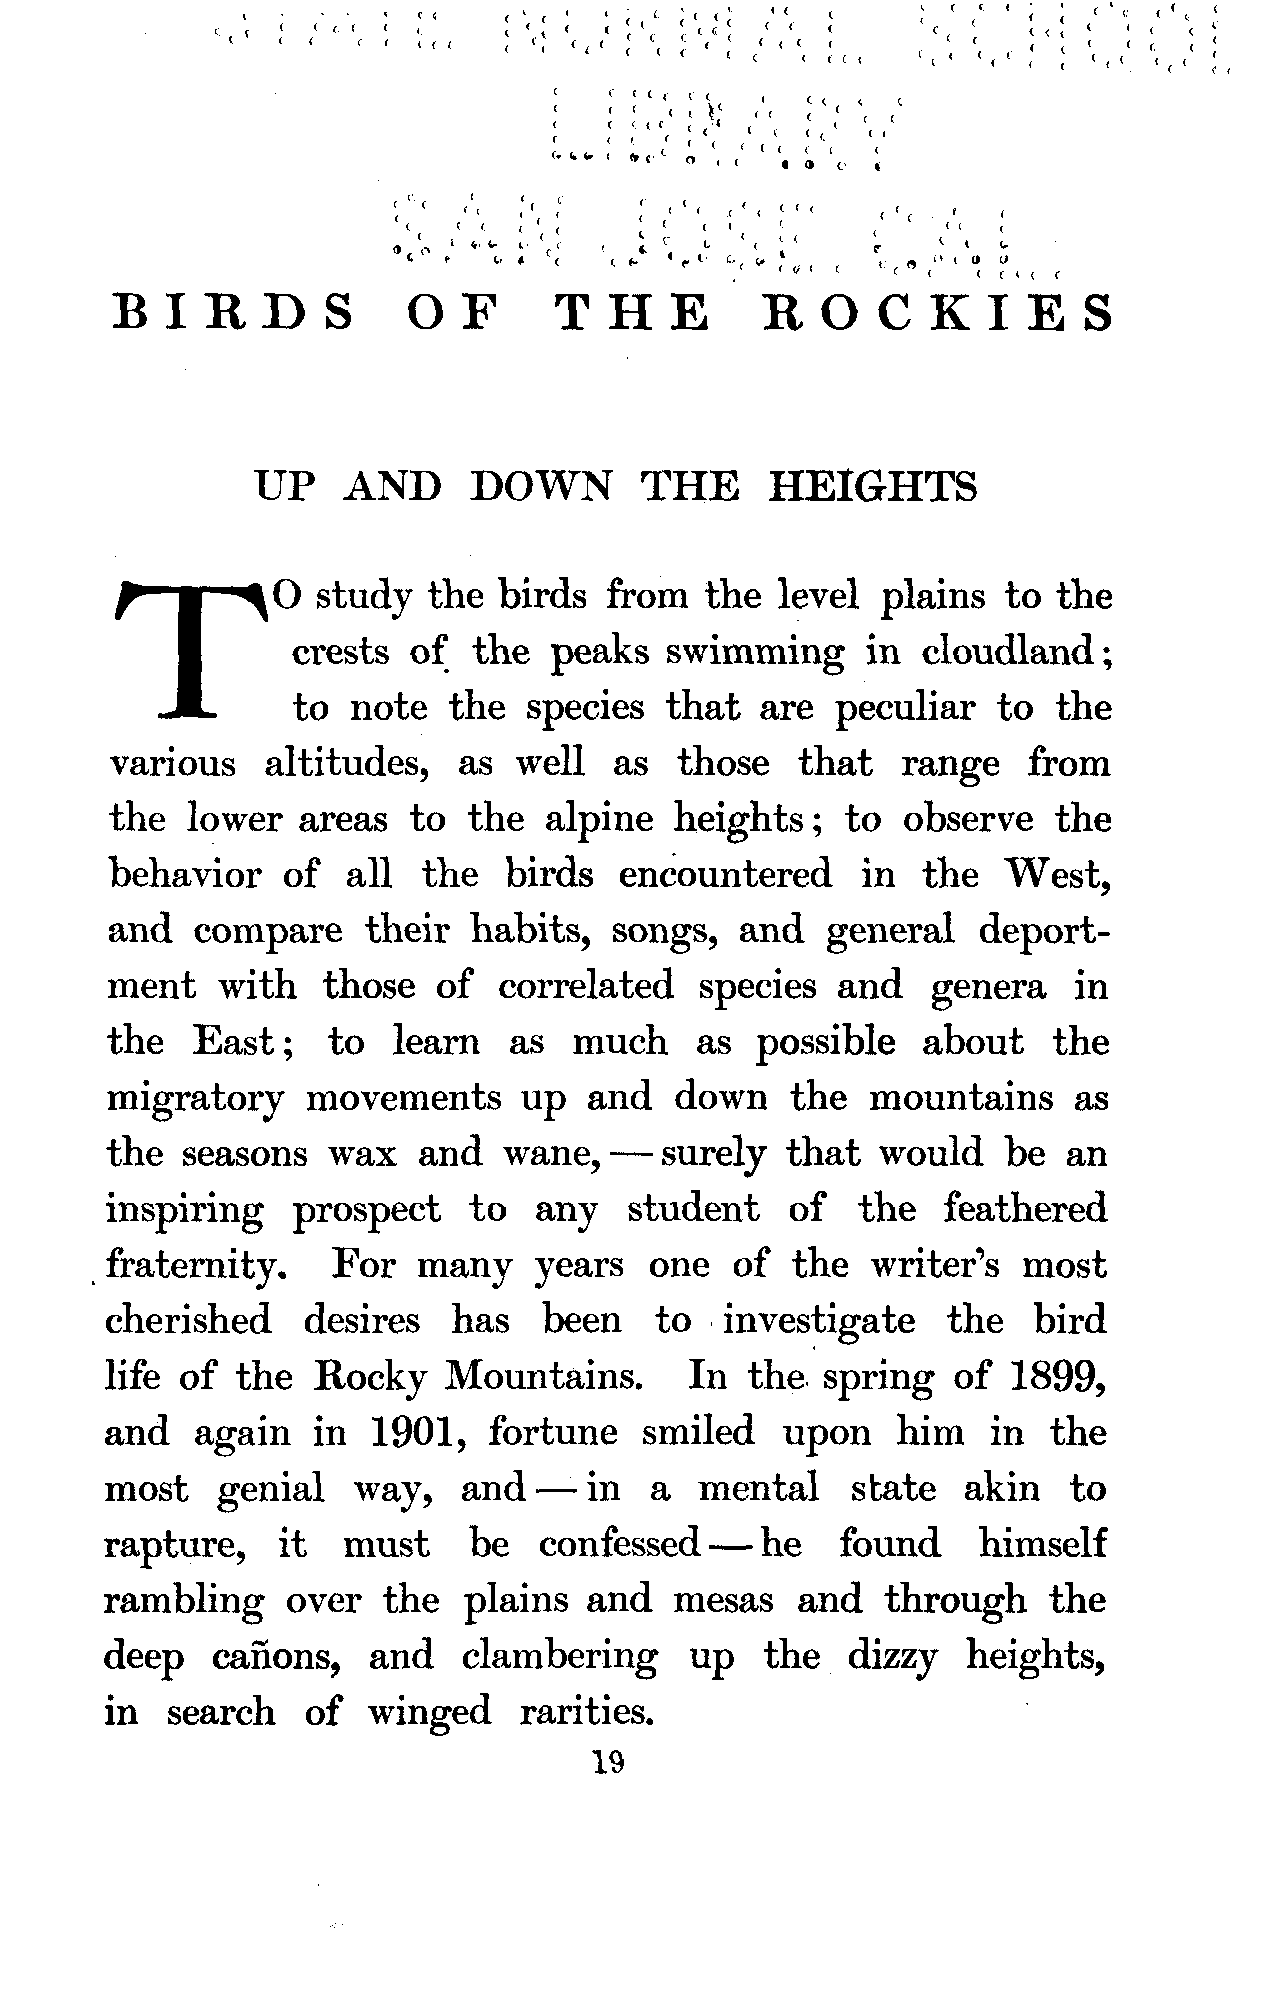 STATE NORMAL SCHOOL
LIBRARY
SAN JOSE, CAL.
BIRDS OF THE ROCKIES
UP AND DOWN THE HEIGHTS
TO study the birds from the level plains to the
crests of the peaks swimming in cloudland;
to note the species that are peculiar to the
various altitudes, as well as those that range from
the lower areas to the alpine heights; to observe the
behavior of all the birds encountered in the West,
and compare their habits, songs, and general deport-
ment with those of correlated species and genera in
the East; to learn as much as possible about the
migratory movements up and down the mountains as
the seasons wax and wane, — surely that would be an
inspiring prospect to any student of the feathered
fraternity. For many years one of the writer's most
cherished desires has been to investigate the bird
life of the Rocky Mountains. In the spring of 1899,
and again in 1901, fortune smiled upon him in the
most genial way, and — in a mental state akin to
rapture, it must be confessed — he found himself
rambling over the plains and mesas and through the
deep cañons, and clambering up the dizzy heights,
in search of winged rarities.
19